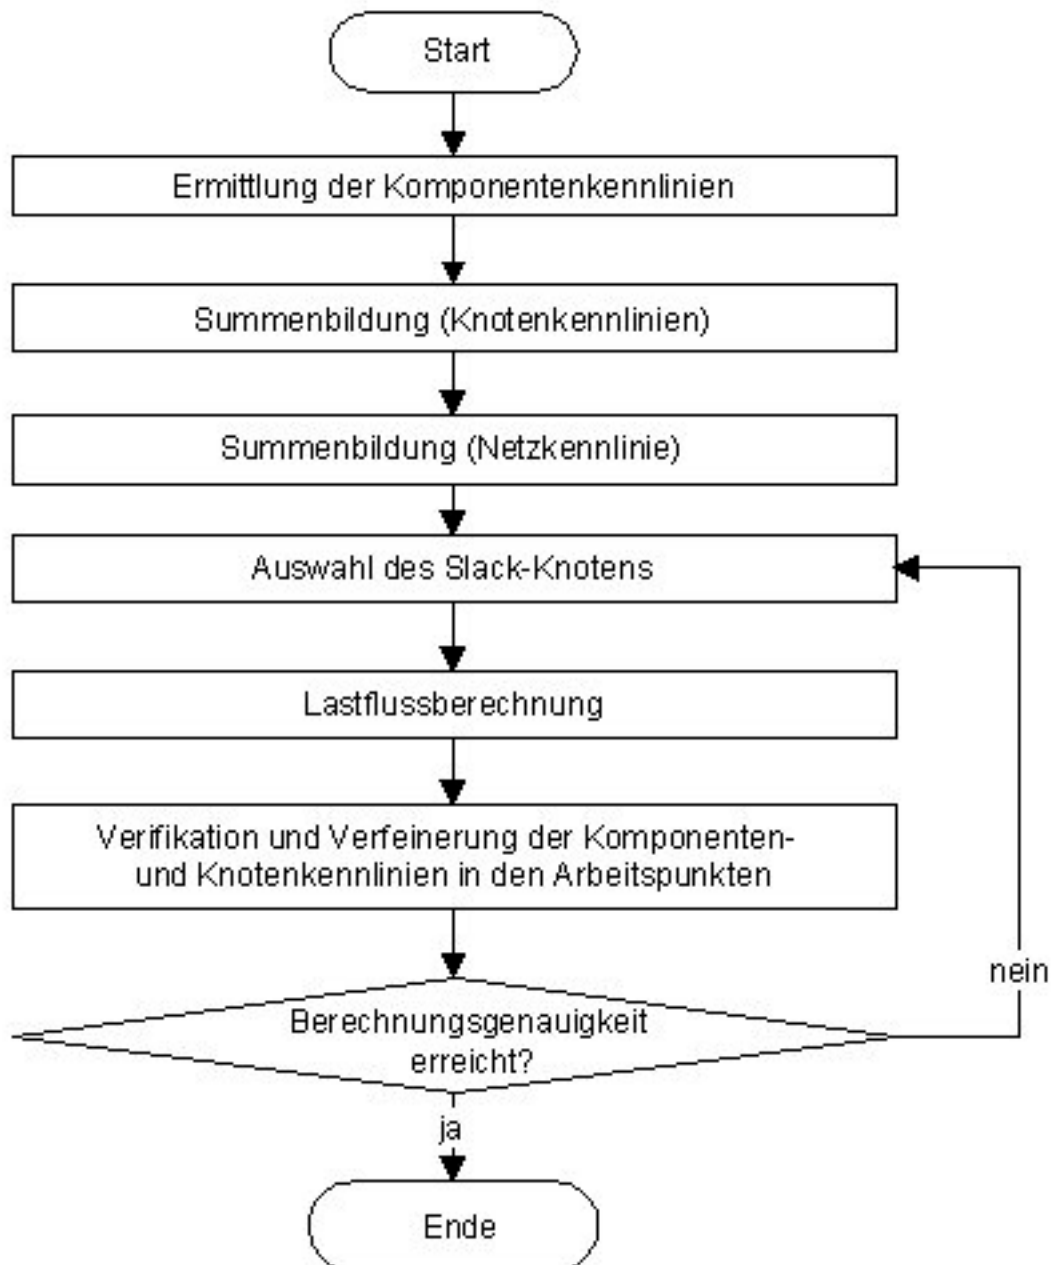 Start
Ermittlung der Komponentenkennlinien
Summenbildung (Knotenkennlinien)
Summenbildung (Netzkennlinie)
Auswahl des Slack-Knotens
Lastflussberechnung
Verifikation und Verfeinerung der Komponenten-
und Knotenkennlinien in den Arbeitspunkten
nein
Berechnungsgenauigkeit
erreicht?
ja
Ende